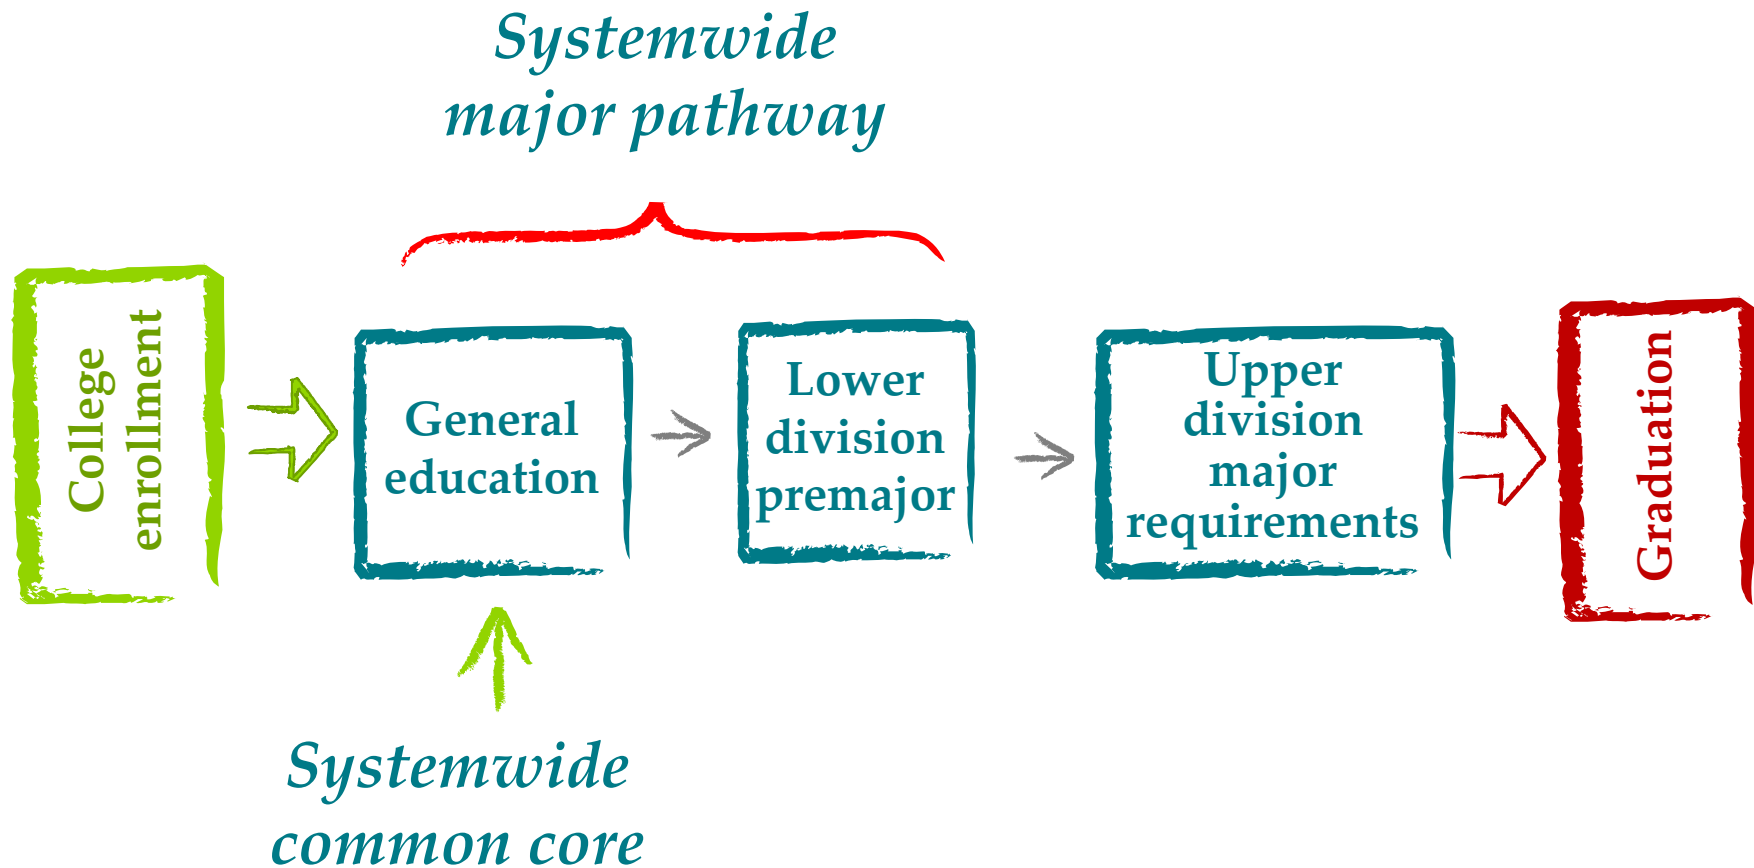 Systemwide
major pathway
College
enrollment
General
education
Lower
division
premajor
Upper
division
major
requirements
Graduation
Systemwide
common core